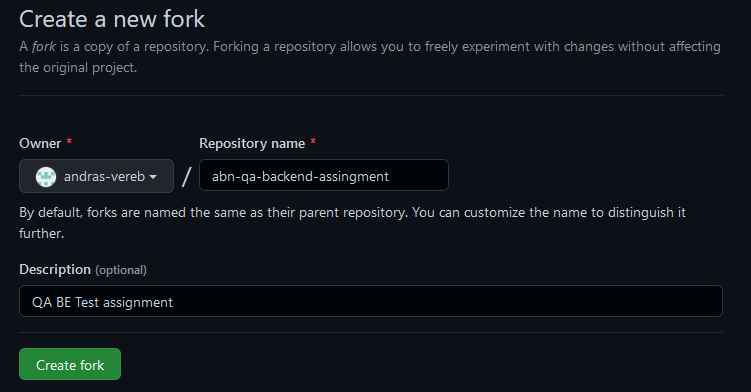 Create a new fork
A fork is a copy of a repository. Forking a repository allows you to freely experiment with changes without affecting
the original project.
Owner * Repository name *
andras-vereb / abn-qa-backend-assingment
By default, forks are named the same as their parent repository. You can customize the name to distinguish it
further.
Description (optional)
QA BE Test assignment
Create fork